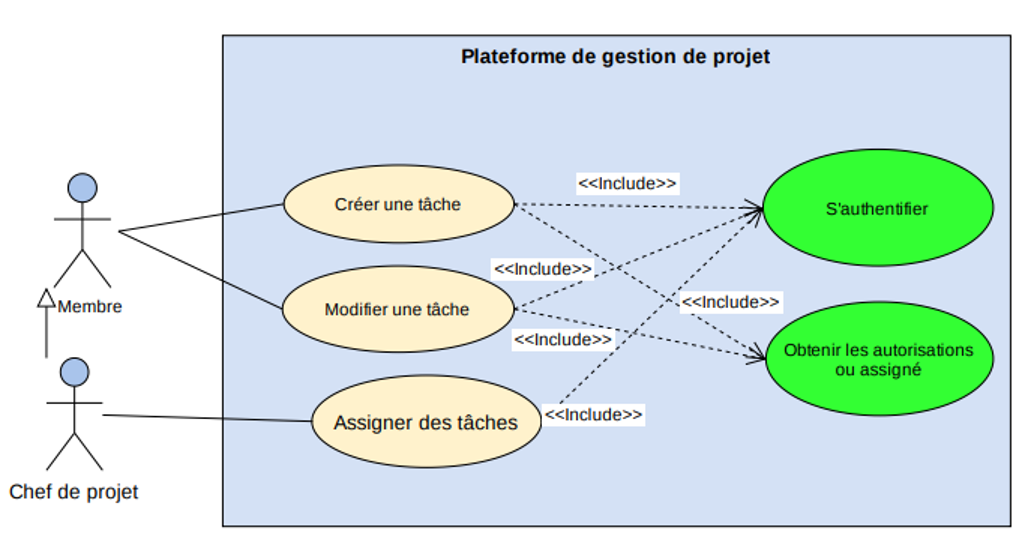 Plateforme de gestion de projet
<<Include>>
Créer une tâche
S'authentifier
<<Include>>
<<Include>>
Membre
Modifier une tâche
<<Include>>
Obtenir les autorisations
ou assigné
<<Include>>
Assigner des tâches
Chef de projet